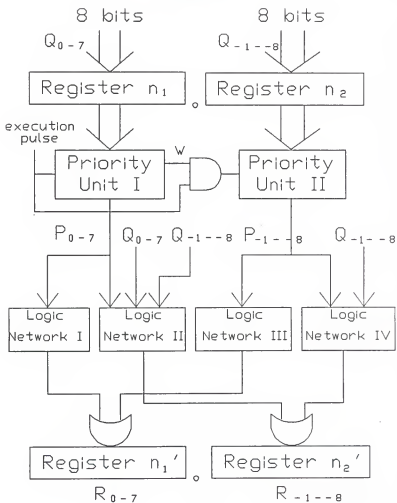 8 bits 8 bits
Q0-7 Q-1--8
Register n1 Register n2
execution
pulse
Priority
Unit I
W
Priority
Unit II
P0-7 Q0-7 Q-1--8 P-1--8 Q-1--8
Logic
Network I
Logic
Network II
Logic
Network III
Logic
Network IV
Register n1' Register n2'
R0-7 R-1--8